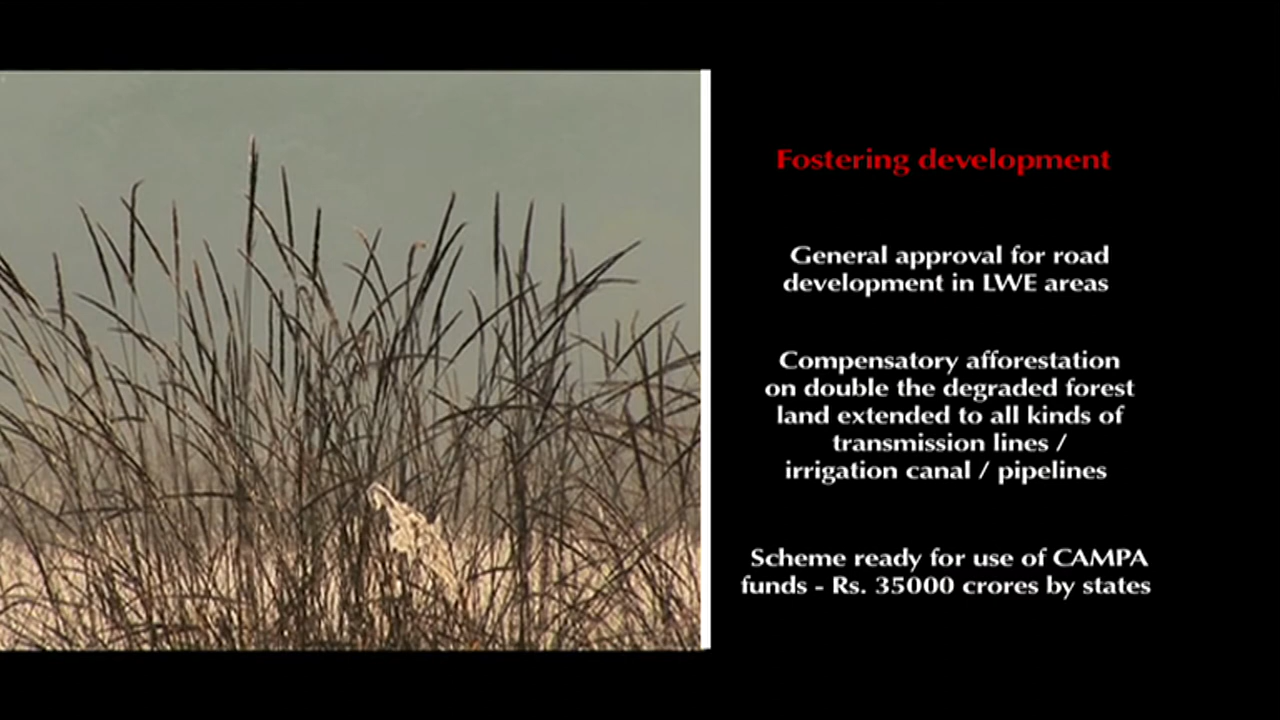 Fostering development
General approval for road
development in LWE areas
Compensatory afforestation
on double the degraded forest
land extended to all kinds of
transmission lines /
irrigation canal / pipelines
Scheme ready for use of CAMPA
funds - Rs. 35000 crores by states